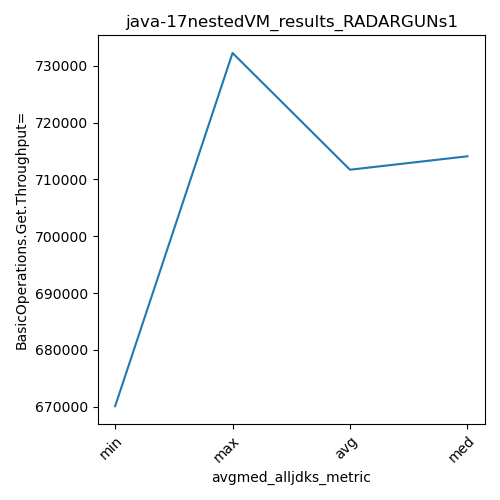 java-17nestedVM_results_RADARGUNs1
BasicOperations.Get.Throughput=
730000
720000
710000
700000
690000
680000
670000
min
max
avg
med
avgmed_alljdks_metric